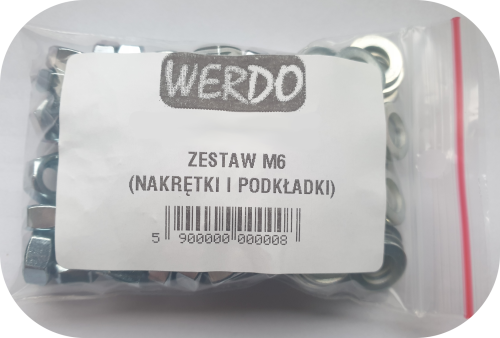 WERDO
ZESTAW M6
(NAKRĘTKI I PODKŁADKI)
5 900000 000008